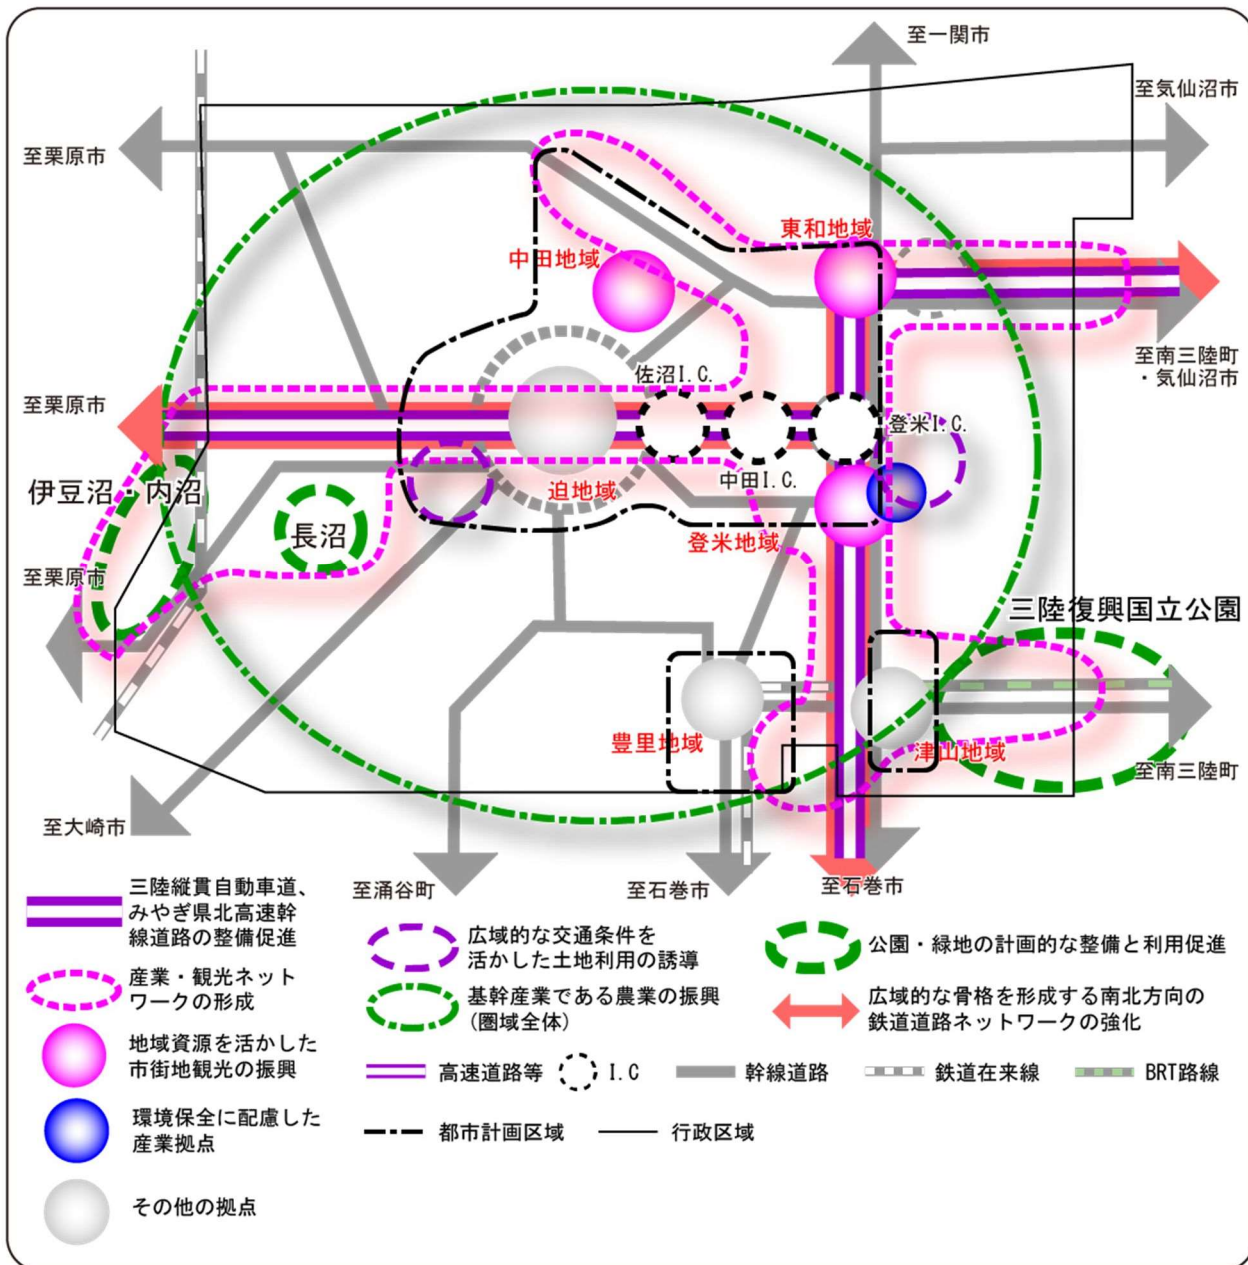 至一関市
至気仙沼市
至栗原市
東和地域
中田地域
至南三陸町
・気仙沼市
佐沼I.C.
至栗原市
登米I.C.
中田I.C.
伊豆沼・内沼
迫地域
長沼
登米地域
至栗原市
三陸復興国立公園
豊里地域
津山地域
至南三陸町
至大崎市
至涌谷町
至石巻市
至石巻市
三陸縦貫自動車道、
みやぎ県北高速幹
線道路の整備促進
広域的な交通条件を
活かした土地利用の誘導
公園・緑地の計画的な整備と利用促進
産業・観光ネット
ワークの形成
基幹産業である農業の振興
(圏域全体)
広域的な骨格を形成する南北方向の
鉄道道路ネットワークの強化
地域資源を活かした
市街地観光の振興
高速道路等
I.C
幹線道路
鉄道在来線
BRT路線
環境保全に配慮した
産業拠点
都市計画区域
行政区域
その他の拠点